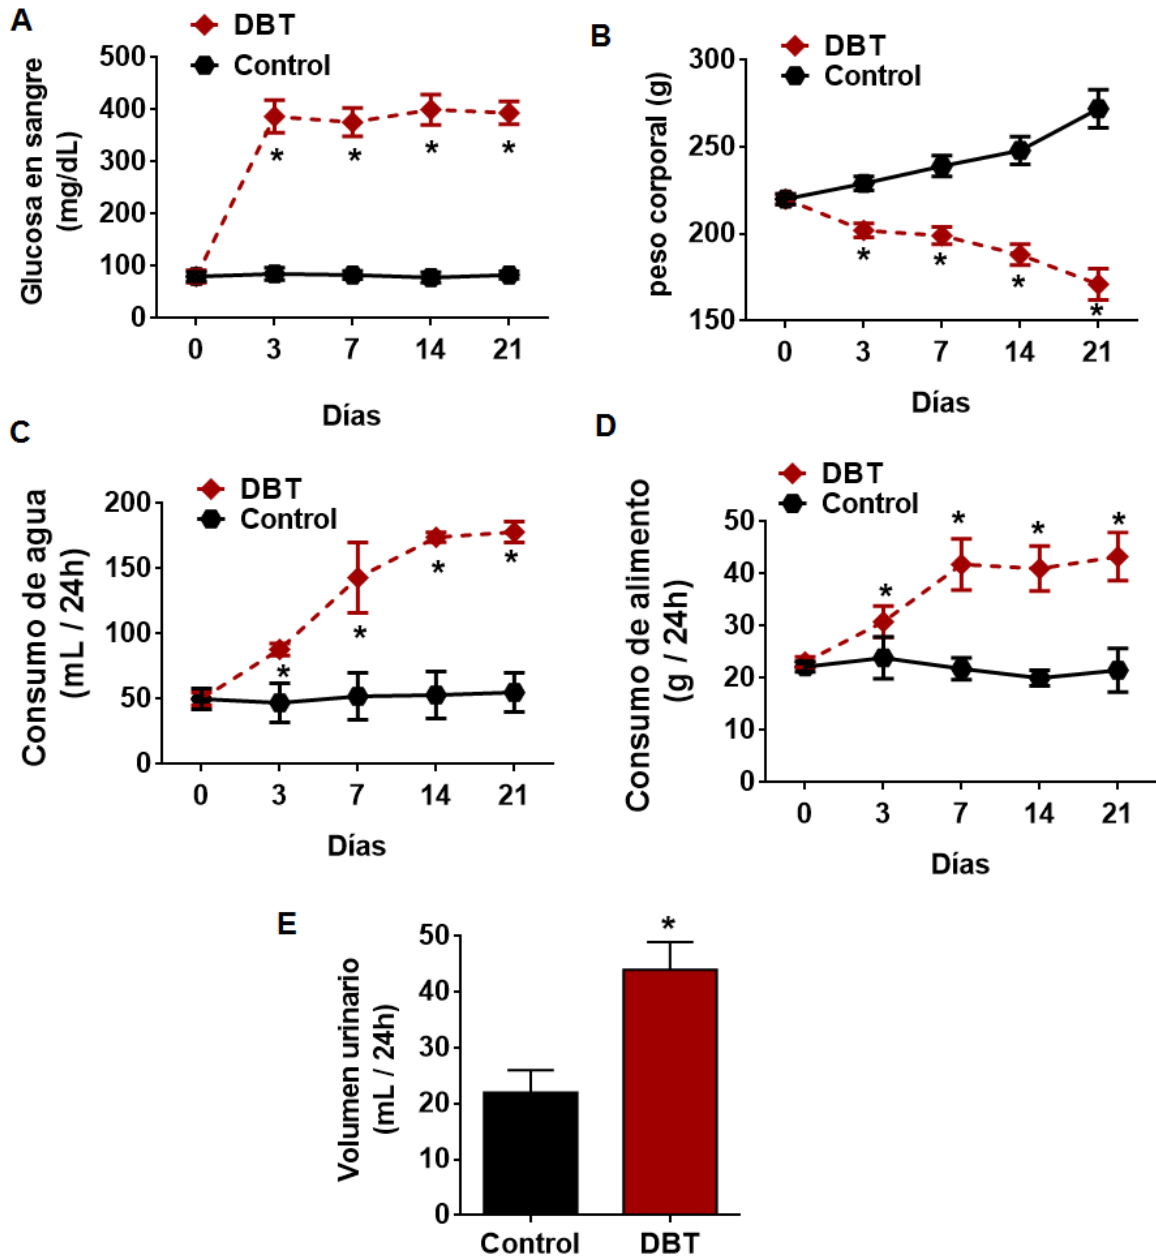 A
DBT
Control
Glucosa en sangre
(mg/dL)
500
400
300
200
100
0
* * * *
0 3 7 14 21
Días
B
DBT
Control
peso corporal (g)
300
250
200
150
* * * *
0 3 7 14 21
Días
C
DBT
Control
Consumo de agua
(mL / 24h)
200
150
100
50
0
* * * *
0 3 7 14 21
Días
D
DBT
Control
Consumo de alimento
(g / 24h)
50
40
30
20
10
0
* * * *
0 3 7 14 21
Días
E
Volumen urinario
(mL / 24h)
50
40
30
20
10
0
*
Control DBT